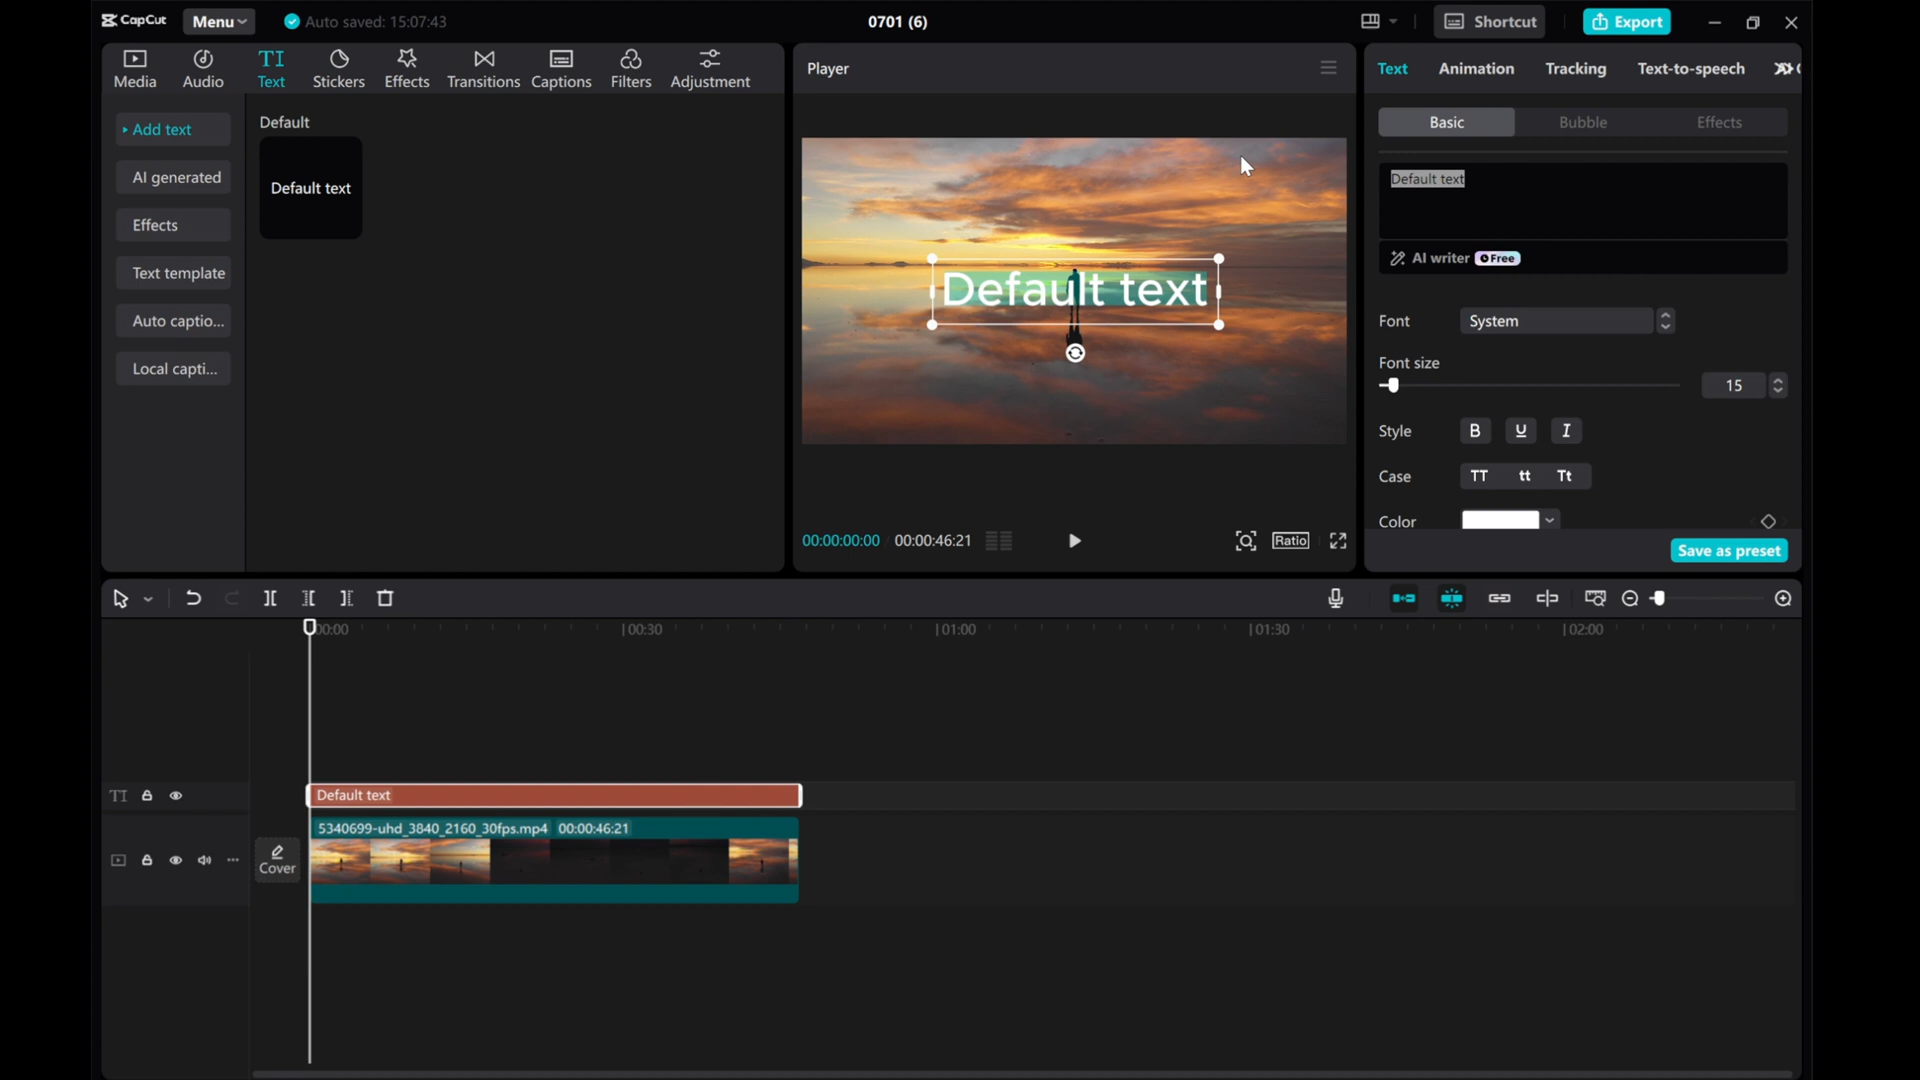 CapCut
Menu
Auto saved: 15:07:43
0701 (6)
Shortcut
Export
Media
Audio
TI
Text
Stickers
Effects
Transitions
Captions
Filters
Adjustment
Add text
AI generated
Effects
Text template
Auto captio...
Local capti...
Default
Default text
Player
Default text
00:00:00:00
00:00:46:21
Ratio
Text
Animation
Tracking
Text-to-speech
Basic
Bubble
Effects
Default text
AI writer
Free
Font
System
Font size
15
Style
B
U
I
Case
TT
tt
Tt
Color
Save as preset
00:00
00:30
01:00
01:30
02:00
TI
Default text
5340699-uhd_3840_2160_30fps.mp4 00:00:46:21
Cover